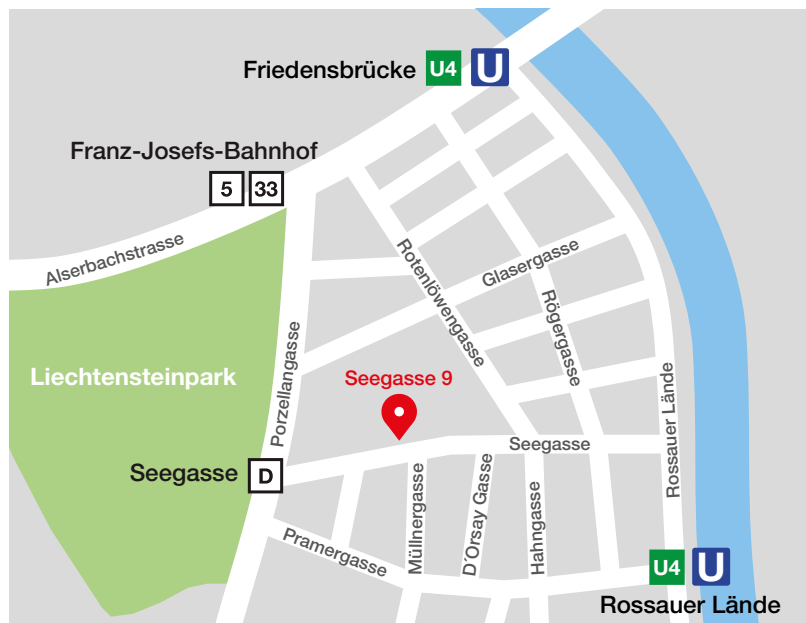 Friedensbrücke U4 U
Franz-Josefs-Bahnhof
5 33
Alserbachstrasse
Rotenlöwengasse
Glasergasse
Rögergasse
Porzellangasse
Liechtensteinpark
Seegasse 9
Rossauer Lände
Seegasse
Seegasse D
Müllnergasse
D´Orsay Gasse
Hahngasse
Pramergasse
U4 U
Rossauer Lände